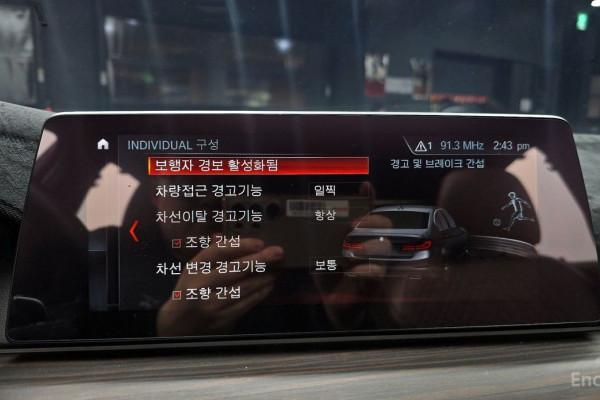 INDIVIDUAL 구성
1 91.3 MHz 2:43 pm
보행자 경보 활성화됨
경고 및 브레이크 간섭
차량접근 경고기능 일찍
차선이탈 경고기능 항상
조향 간섭
차선 변경 경고기능 보통
조향 간섭
Enc